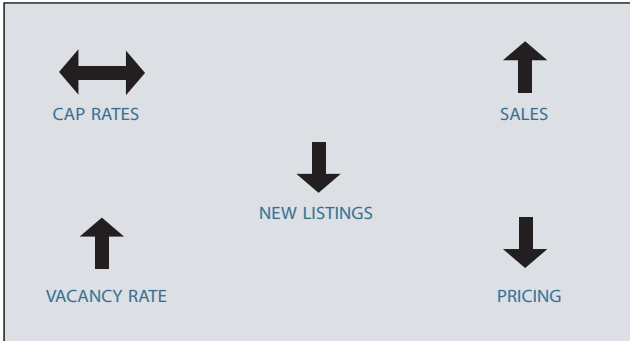 CAP RATES
SALES
NEW LISTINGS
VACANCY RATE
PRICING